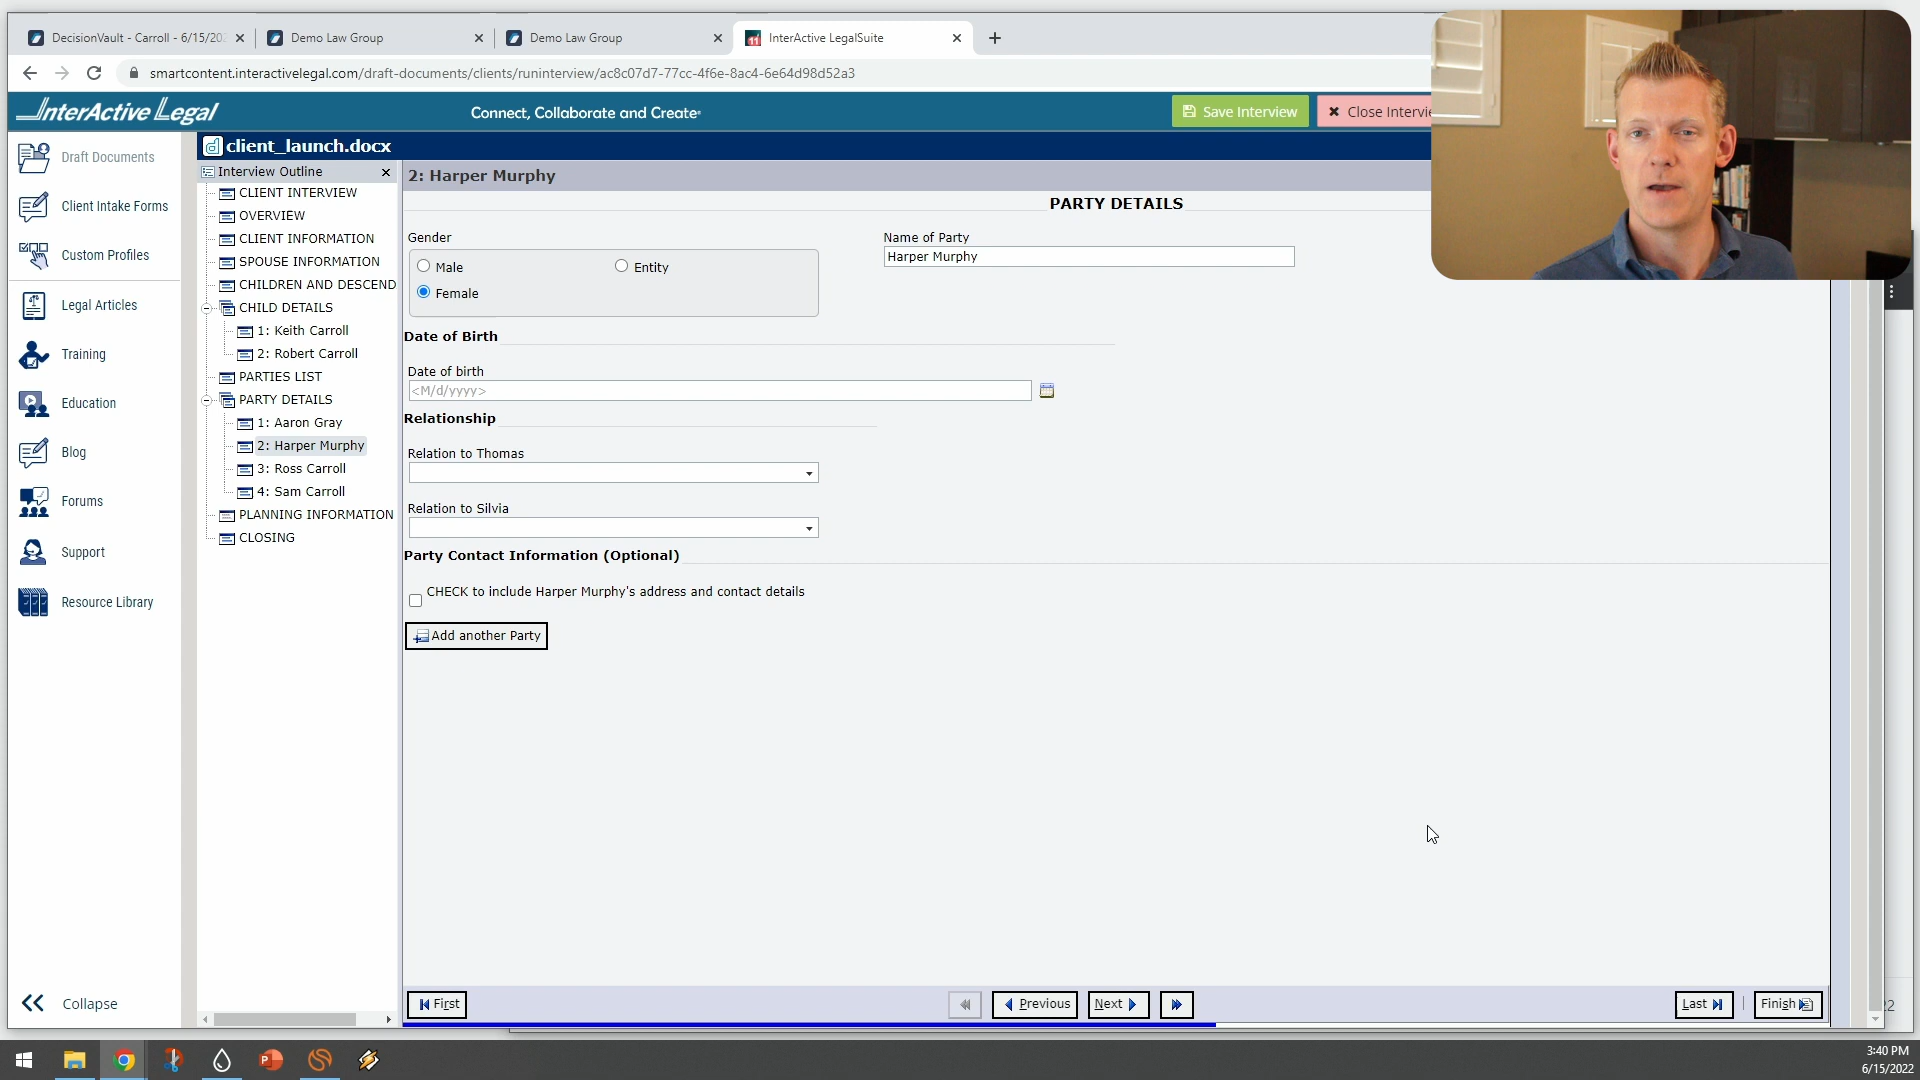 DecisionVault - Carroll - 6/15/202
Demo Law Group
Demo Law Group
InterActive LegalSuite
smartcontent.interactivelegal.com/draft-documents/clients/runinterview/ac8c07d7-77cc-4f6e-8ac4-6e64d98d52a3
InterActive Legal
Connect, Collaborate and Create
Save Interview
Close Intervie
Draft Documents
Client Intake Forms
Custom Profiles
Legal Articles
Training
Education
Blog
Forums
Support
Resource Library
Collapse
client_launch.docx
Interview Outline
CLIENT INTERVIEW
OVERVIEW
CLIENT INFORMATION
SPOUSE INFORMATION
CHILDREN AND DESCEND
CHILD DETAILS
1: Keith Carroll
2: Robert Carroll
PARTIES LIST
PARTY DETAILS
1: Aaron Gray
2: Harper Murphy
3: Ross Carroll
4: Sam Carroll
PLANNING INFORMATION
CLOSING
2: Harper Murphy
PARTY DETAILS
Gender
Male
Entity
Female
Name of Party
Harper Murphy
Date of Birth
Date of birth
<M/d/yyyy>
Relationship
Relation to Thomas
Relation to Silvia
Party Contact Information (Optional)
CHECK to include Harper Murphy's address and contact details
Add another Party
First
Previous
Next
Last
Finish
22
3:40 PM
6/15/2022